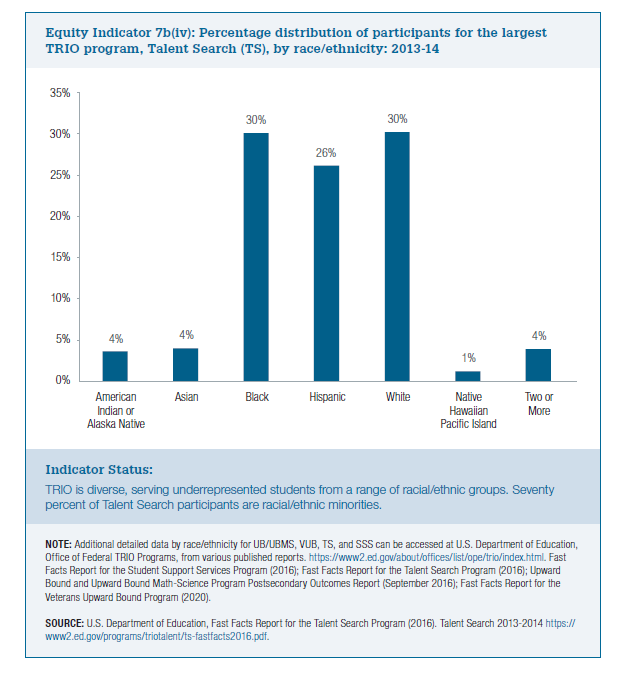 Equity Indicator 7b(iv): Percentage distribution of participants for the largest
TRIO program, Talent Search (TS), by race/ethnicity: 2013-14
35%
30%
25%
20%
15%
10%
5%
0%
4%
4%
30%
26%
30%
1%
4%
American
Indian or
Alaska Native
Asian
Black
Hispanic
White
Native
Hawaiian
Pacific Island
Two or
More
Indicator Status:
TRIO is diverse, serving underrepresented students from a range of racial/ethnic groups. Seventy
percent of Talent Search participants are racial/ethnic minorities.
NOTE: Additional detailed data by race/ethnicity for UB/UBMS, VUB, TS, and SSS can be accessed at U.S. Department of Education,
Office of Federal TRIO Programs, from various published reports. https://www2.ed.gov/about/offices/list/ope/trio/index.html. Fast
Facts Report for the Student Support Services Program (2016); Fast Facts Report for the Talent Search Program (2016); Upward
Bound and Upward Bound Math-Science Program Postsecondary Outcomes Report (September 2016); Fast Facts Report for the
Veterans Upward Bound Program (2020).
SOURCE: U.S. Department of Education, Fast Facts Report for the Talent Search Program (2016). Talent Search 2013-2014 https://
www2.ed.gov/programs/triotalent/ts-fastfacts2016.pdf.